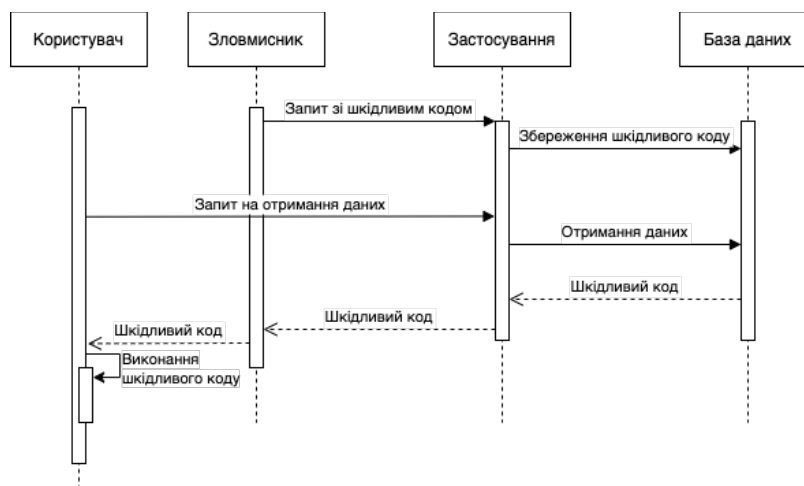 Користувач
Зловмисник
Застосування
База даних
Запит зі шкідливим кодом
Збереження шкідливого коду
Запит на отримання даних
Отримання даних
Шкідливий код
Шкідливий код
Шкідливий код
Виконання
шкідливого коду